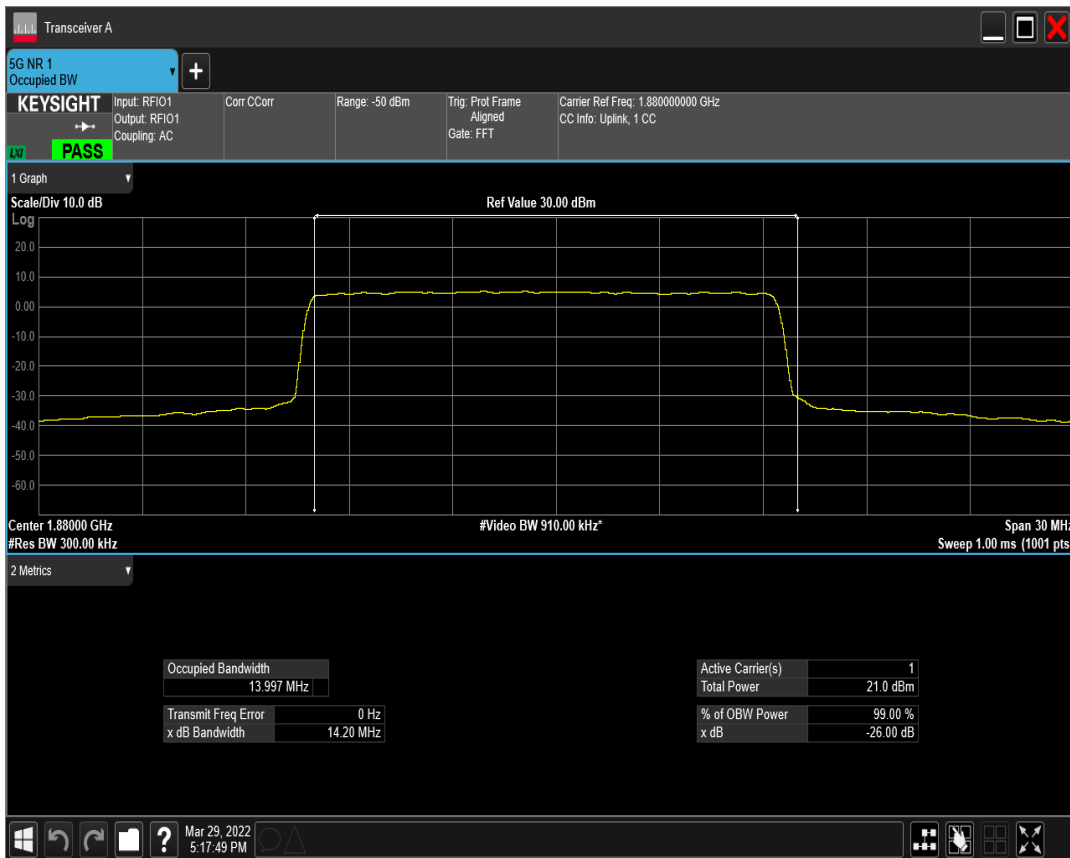 Transceiver A
5G NR 1
Occupied BW
+
KEYSIGHT
LXI
PASS
Input: RFIO1
Output: RFIO1
Coupling: AC
Corr CCorr
Range: -50 dBm
Trig: Prot Frame
Aligned
Gate: FFT
Carrier Ref Freq: 1.880000000 GHz
CC Info: Uplink, 1 CC
1 Graph
Scale/Div 10.0 dB
Ref Value 30.00 dBm
Log
20.0
10.0
0.00
-10.0
-20.0
-30.0
-40.0
-50.0
-60.0
Center 1.88000 GHz
#Video BW 910.00 kHz*
Span 30 MHz
#Res BW 300.00 kHz
Sweep 1.00 ms (1001 pts
2 Metrics
Occupied Bandwidth
13.997 MHz
Transmit Freq Error 0 Hz
x dB Bandwidth 14.20 MHz
Active Carrier(s) 1
Total Power 21.0 dBm
% of OBW Power 99.00 %
x dB -26.00 dB
?
Mar 29, 2022
5:17:49 PM